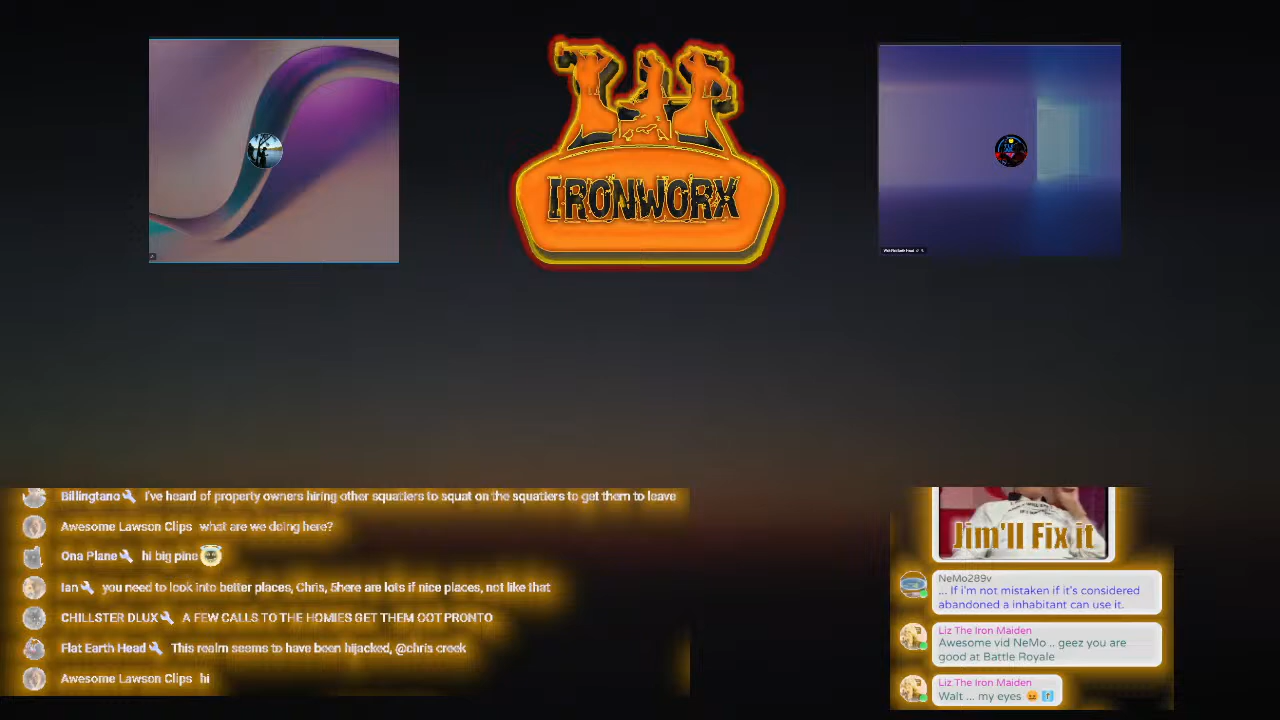 IRONWORX
Billingtano I've heard of property owners hiring other squatters to squat on the squatters to get them to leave
Awesome Lawson Clips what are we doing here?
Ona Plane hi big pine
Ian you need to look into better places, Chris, 5here are lots if nice places, not like that
CHILLSTER DLUX A FEW CALLS TO THE HOMIES GET THEM OOT PRONTO
Flat Earth Head This realm seems to have been hijacked, @chris creek
Awesome Lawson Clips hi
Jim'll Fix it
NeMo289v
... If i'm not mistaken if it's considered
abandoned a inhabitant can use it.
Liz The Iron Maiden
Awesome vid NeMo .. geez you are
good at Battle Royale
Liz The Iron Maiden
Wait ... my eyes